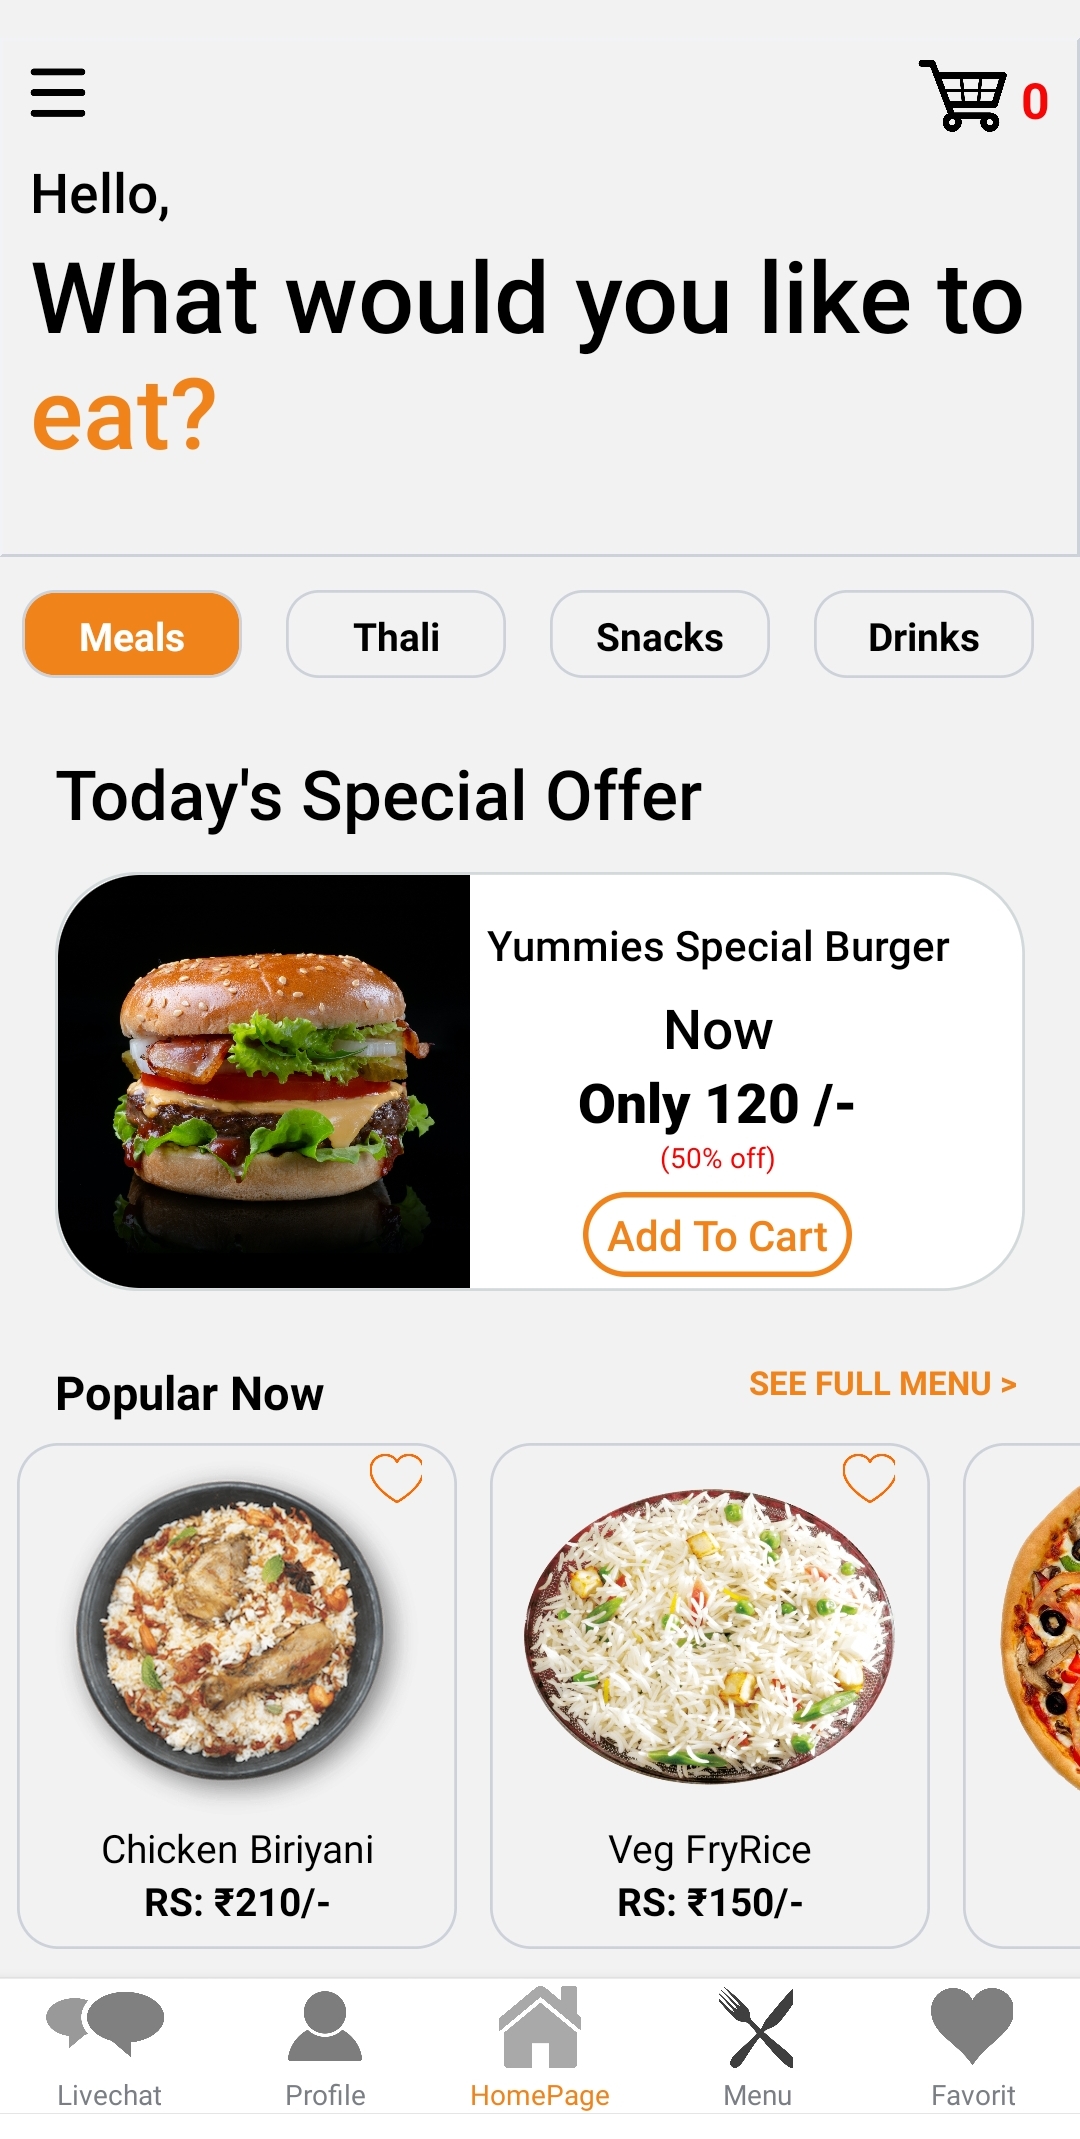 0
Hello,
What would you like to
eat?
Meals Thali Snacks Drinks
Today's Special Offer
Yummies Special Burger
Now
Only 120 /-
(50% off)
Add To Cart
Popular Now SEE FULL MENU >
Chicken Biriyani Veg FryRice
RS: ₹210/- RS: ₹150/-
Livechat Profile HomePage Menu Favorit